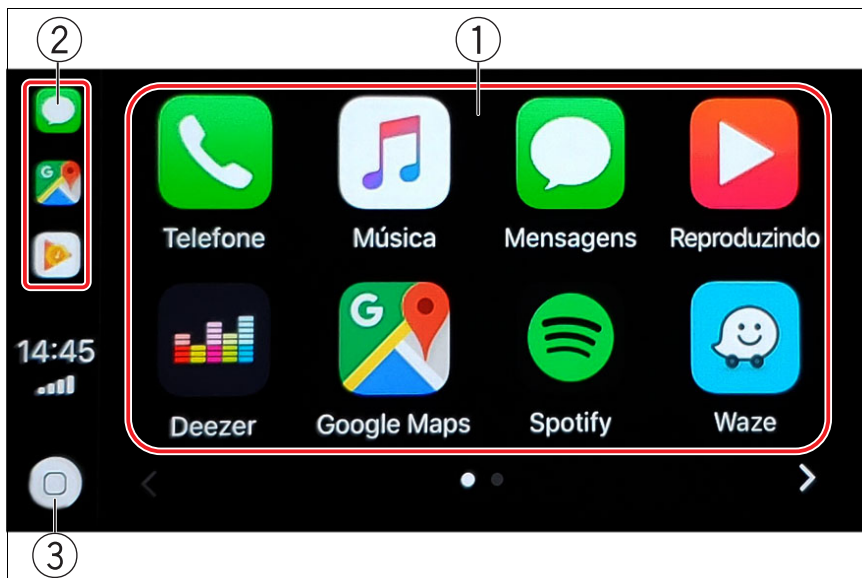 ② ①
Telefone Música Mensagens Reproduzindo
G
G
Deezer Google Maps Spotify Waze
14:45
③